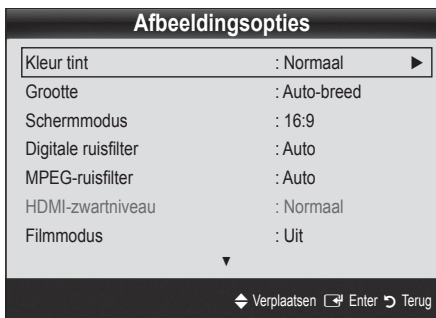 Afbeeldingsopties
Kleur tint : Normaal ►
Grootte : Auto-breed
Schermmodus : 16:9
Digitale ruisfilter : Auto
MPEG-ruisfilter : Auto
HDMI-zwartniveau : Normaal
Filmmodus : Uit
▼
Verplaatsen Enter Terug